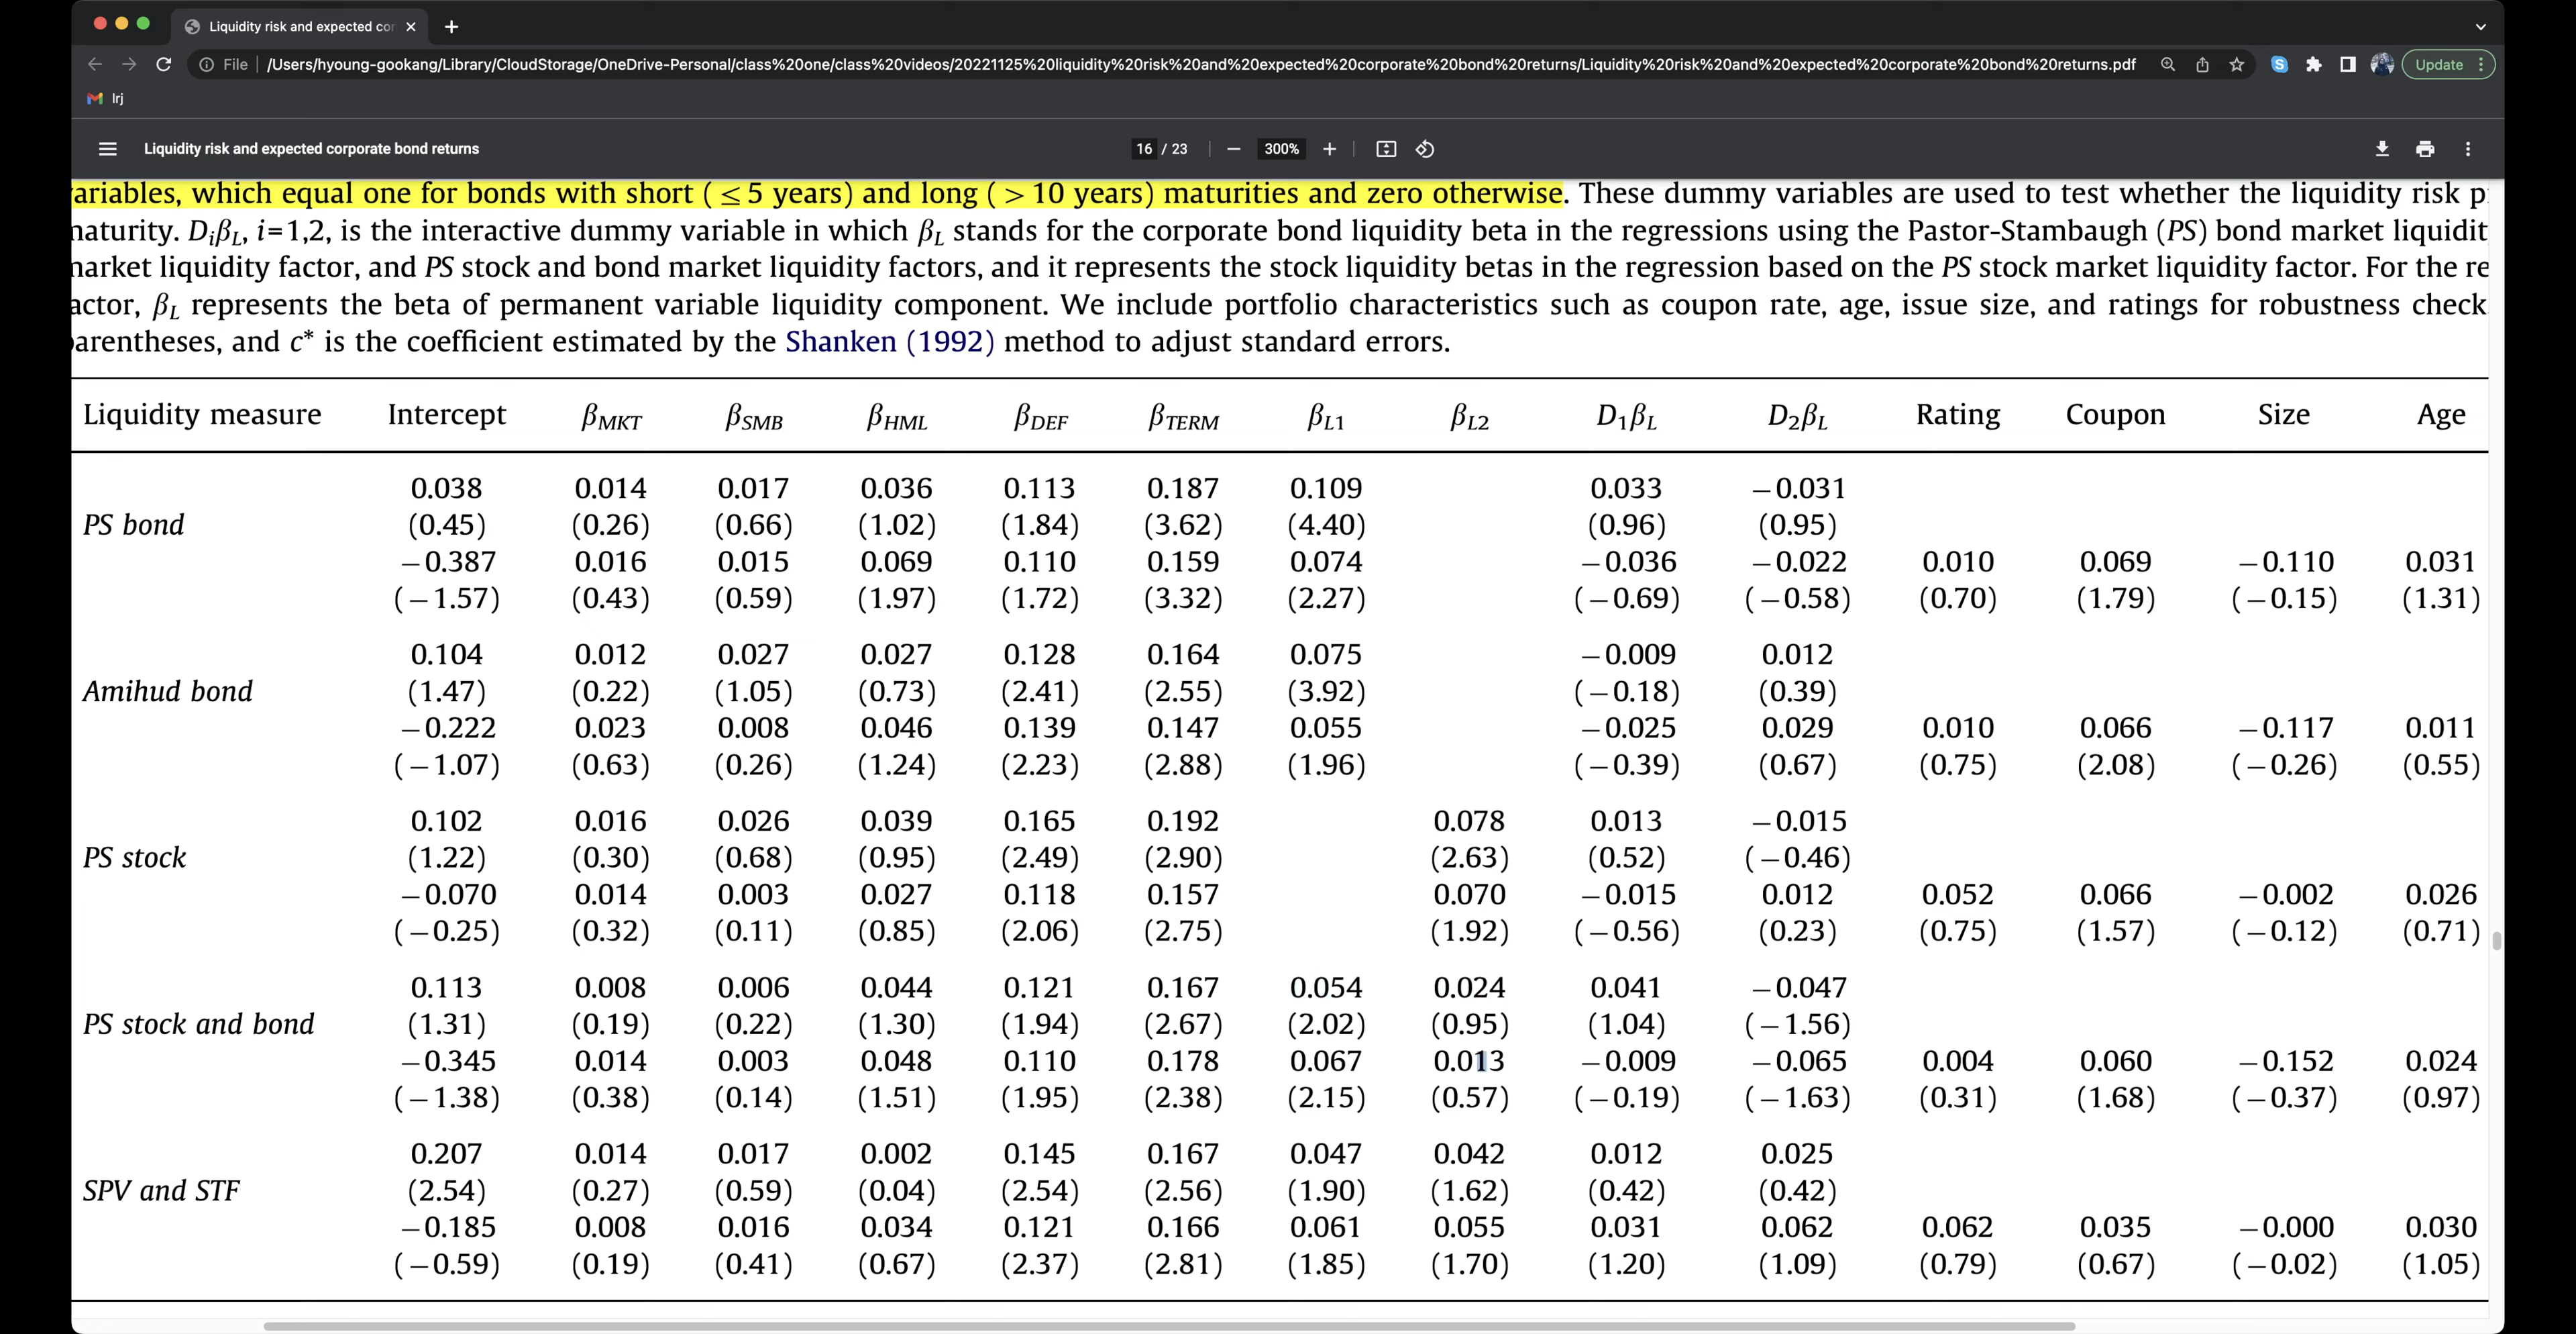 Liquidity risk and expected cor
File | /Users/hyoung-gookang/Library/CloudStorage/OneDrive-Personal/class%20one/class%20videos/20221125%20liquidity%20risk%20and%20expected%20corporate%20bond%20returns/Liquidity%20risk%20and%20expected%20corporate%20bond%20returns.pdf Update
lrj
Liquidity risk and expected corporate bond returns 16 / 23 300%
ariables, which equal one for bonds with short ( ≤ 5 years) and long ( > 10 years) maturities and zero otherwise. These dummy variables are used to test whether the liquidity risk p
naturity. DiβL, i=1,2, is the interactive dummy variable in which βL stands for the corporate bond liquidity beta in the regressions using the Pastor-Stambaugh (PS) bond market liquidit
narket liquidity factor, and PS stock and bond market liquidity factors, and it represents the stock liquidity betas in the regression based on the PS stock market liquidity factor. For the re
actor, βL represents the beta of permanent variable liquidity component. We include portfolio characteristics such as coupon rate, age, issue size, and ratings for robustness check
parentheses, and c* is the coefficient estimated by the Shanken (1992) method to adjust standard errors.
Liquidity measure Intercept βMKT βSMB βHML βDEF βTERM βL1 βL2 D1βL D2βL Rating Coupon Size Age
0.038 0.014 0.017 0.036 0.113 0.187 0.109 0.033 −0.031
PS bond (0.45) (0.26) (0.66) (1.02) (1.84) (3.62) (4.40) (0.96) (0.95)
−0.387 0.016 0.015 0.069 0.110 0.159 0.074 −0.036 −0.022 0.010 0.069 −0.110 0.031
(−1.57) (0.43) (0.59) (1.97) (1.72) (3.32) (2.27) (−0.69) (−0.58) (0.70) (1.79) (−0.15) (1.31)
0.104 0.012 0.027 0.027 0.128 0.164 0.075 −0.009 0.012
Amihud bond (1.47) (0.22) (1.05) (0.73) (2.41) (2.55) (3.92) (−0.18) (0.39)
−0.222 0.023 0.008 0.046 0.139 0.147 0.055 −0.025 0.029 0.010 0.066 −0.117 0.011
(−1.07) (0.63) (0.26) (1.24) (2.23) (2.88) (1.96) (−0.39) (0.67) (0.75) (2.08) (−0.26) (0.55)
0.102 0.016 0.026 0.039 0.165 0.192 0.078 0.013 −0.015
PS stock (1.22) (0.30) (0.68) (0.95) (2.49) (2.90) (2.63) (0.52) (−0.46)
−0.070 0.014 0.003 0.027 0.118 0.157 0.070 −0.015 0.012 0.052 0.066 −0.002 0.026
(−0.25) (0.32) (0.11) (0.85) (2.06) (2.75) (1.92) (−0.56) (0.23) (0.75) (1.57) (−0.12) (0.71)
0.113 0.008 0.006 0.044 0.121 0.167 0.054 0.024 0.041 −0.047
PS stock and bond (1.31) (0.19) (0.22) (1.30) (1.94) (2.67) (2.02) (0.95) (1.04) (−1.56)
−0.345 0.014 0.003 0.048 0.110 0.178 0.067 0.013 −0.009 −0.065 0.004 0.060 −0.152 0.024
(−1.38) (0.38) (0.14) (1.51) (1.95) (2.38) (2.15) (0.57) (−0.19) (−1.63) (0.31) (1.68) (−0.37) (0.97)
0.207 0.014 0.017 0.002 0.145 0.167 0.047 0.042 0.012 0.025
SPV and STF (2.54) (0.27) (0.59) (0.04) (2.54) (2.56) (1.90) (1.62) (0.42) (0.42)
−0.185 0.008 0.016 0.034 0.121 0.166 0.061 0.055 0.031 0.062 0.062 0.035 −0.000 0.030
(−0.59) (0.19) (0.41) (0.67) (2.37) (2.81) (1.85) (1.70) (1.20) (1.09) (0.79) (0.67) (−0.02) (1.05)